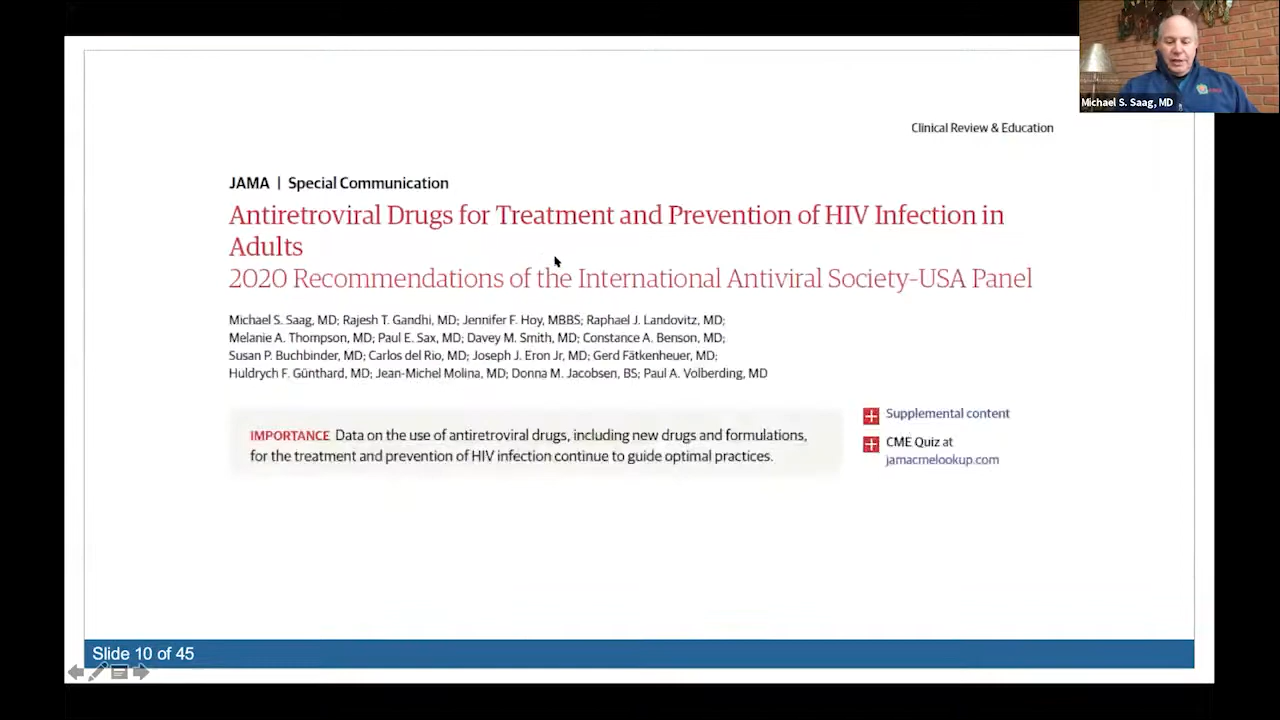 Michael S. Saag, MD
Clinical Review & Education
JAMA | Special Communication
Antiretroviral Drugs for Treatment and Prevention of HIV Infection in
Adults
2020 Recommendations of the International Antiviral Society-USA Panel
Michael S. Saag, MD; Rajesh T. Gandhi, MD; Jennifer F. Hoy, MBBS; Raphael J. Landovitz, MD;
Melanie A. Thompson, MD; Paul E. Sax, MD; Davey M. Smith, MD; Constance A. Benson, MD;
Susan P. Buchbinder, MD; Carlos del Rio, MD; Joseph J. Eron Jr, MD; Gerd Fätkenheuer, MD;
Huldrych F. Günthard, MD; Jean-Michel Molina, MD; Donna M. Jacobsen, BS; Paul A. Volberding, MD
IMPORTANCE Data on the use of antiretroviral drugs, including new drugs and formulations,
for the treatment and prevention of HIV infection continue to guide optimal practices.
Supplemental content
CME Quiz at
jamacmelookup.com
Slide 10 of 45